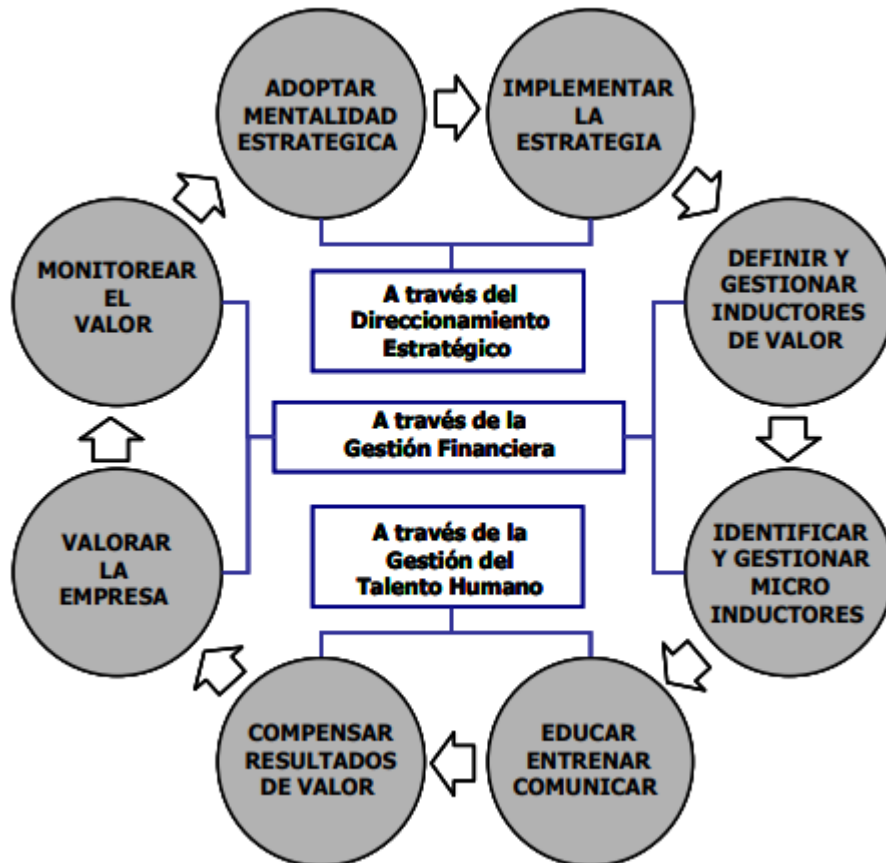 ADOPTAR
MENTALIDAD
ESTRATEGICA
IMPLEMENTAR
LA
ESTRATEGIA
DEFINIR Y
GESTIONAR
INDUCTORES
DE VALOR
IDENTIFICAR
Y GESTIONAR
MICRO
INDUCTORES
EDUCAR
ENTRENAR
COMUNICAR
COMPENSAR
RESULTADOS
DE VALOR
VALORAR
LA
EMPRESA
MONITOREAR
EL
VALOR
A través del
Direccionamiento
Estratégico
A través de la
Gestión Financiera
A través de la
Gestión del
Talento Humano